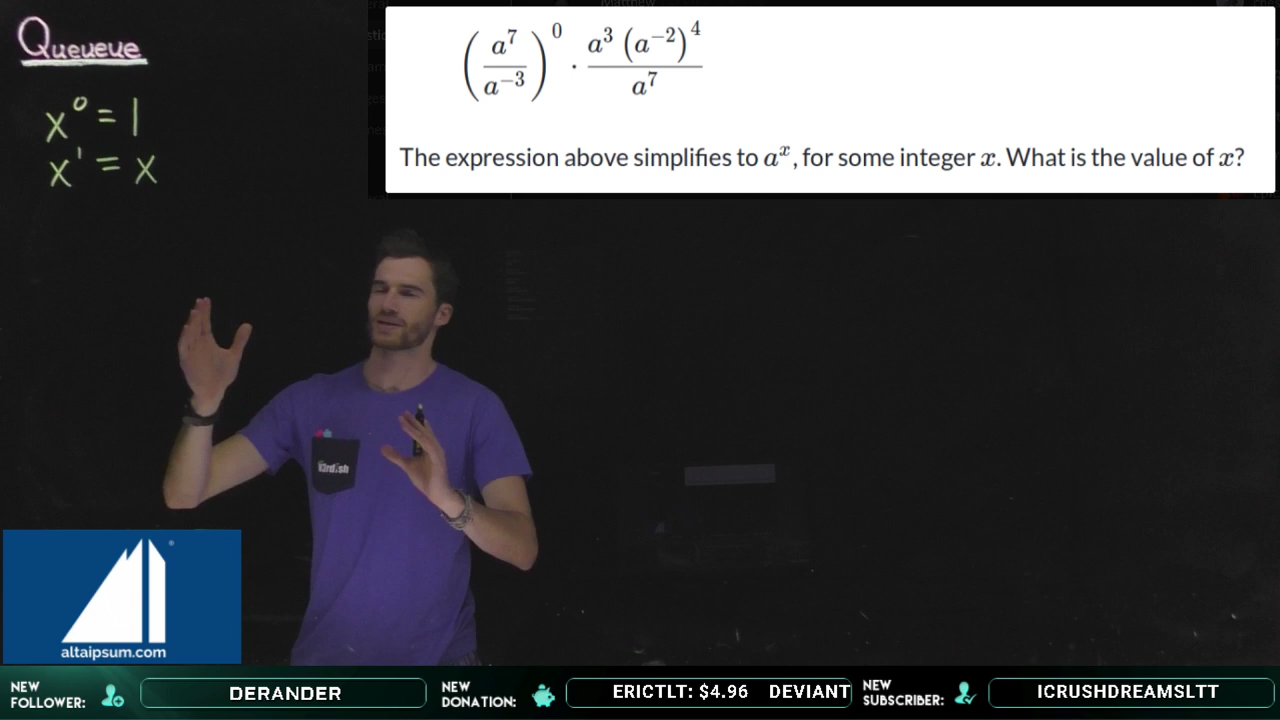 Queueue
x⁰ = 1
x¹ = x
(a⁷/a⁻³)⁰ · a³(a⁻²)⁴/a⁷
The expression above simplifies to aˣ, for some integer x. What is the value of x?
n3rdish
altaipsum.com
NEW FOLLOWER:
DERANDER
NEW DONATION:
ERICTLT: $4.96 DEVIANT
NEW SUBSCRIBER:
ICRUSHDREAMSLTT